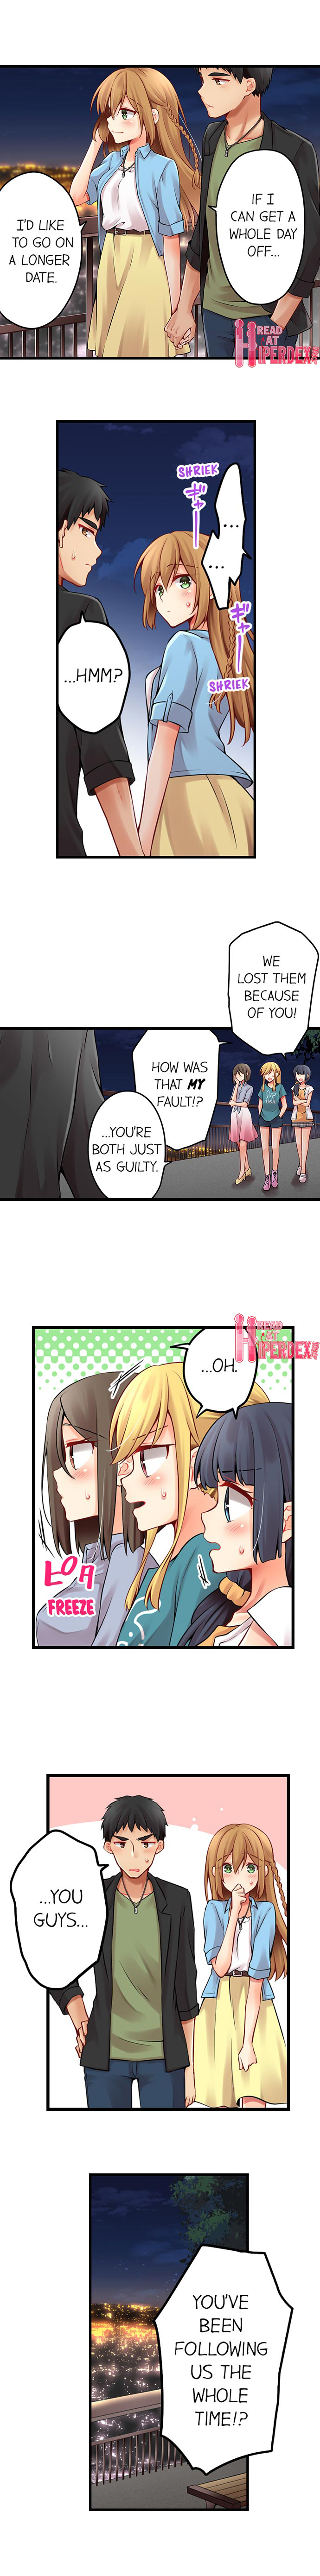 IF I
CAN GET A
WHOLE DAY
OFF...
I'D LIKE
TO GO ON
A LONGER
DATE.
READ
AT
HIPERDEX
SHRIEK
ギャー
...
...
ギャー
SHRIEK
...HMM?
WE
LOST THEM
BECAUSE
OF YOU!
HOW WAS
THAT MY
FAULT!?
...YOU'RE
BOTH JUST
AS GUILTY.
READ
AT
HIPERDEX
...OH.
FREEZE
...YOU
GUYS...
YOU'VE
BEEN
FOLLOWING
US THE
WHOLE
TIME!?